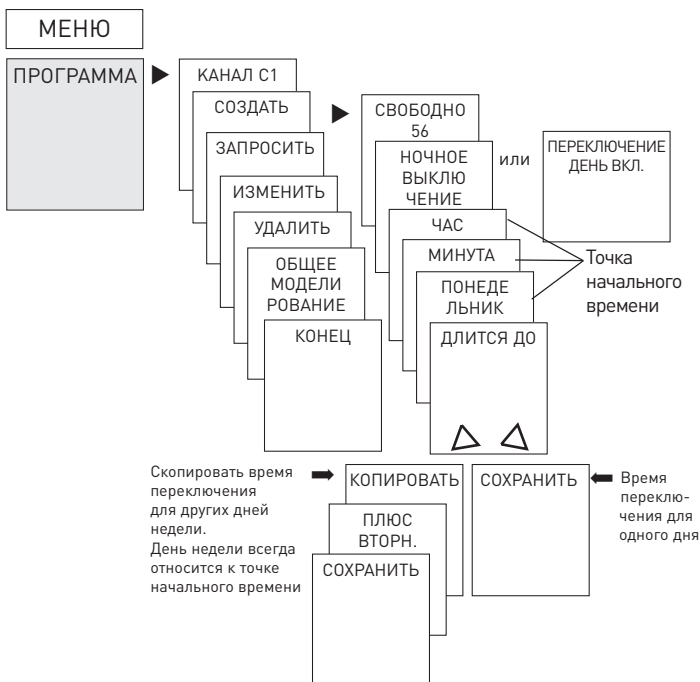 МЕНЮ
ПРОГРАММА
КАНАЛ С1
СОЗДАТЬ
ЗАПРОСИТЬ
ИЗМЕНИТЬ
УДАЛИТЬ
ОБЩЕЕ
МОДЕЛИ
РОВАНИЕ
КОНЕЦ
СВОБОДНО
56
НОЧНОЕ
ВЫКЛЮ
ЧЕНИЕ
или
ПЕРЕКЛЮЧЕНИЕ
ДЕНЬ ВКЛ.
ЧАС
МИНУТА
ПОНЕДЕ
ЛЬНИК
Точка
начального
времени
ДЛИТСЯ ДО
Скопировать время
переключения
для других дней
недели.
День недели всегда
относится к точке
начального времени
КОПИРОВАТЬ
ПЛЮС
ВТОРН.
СОХРАНИТЬ
СОХРАНИТЬ
Время
переклю-
чения для
одного дня